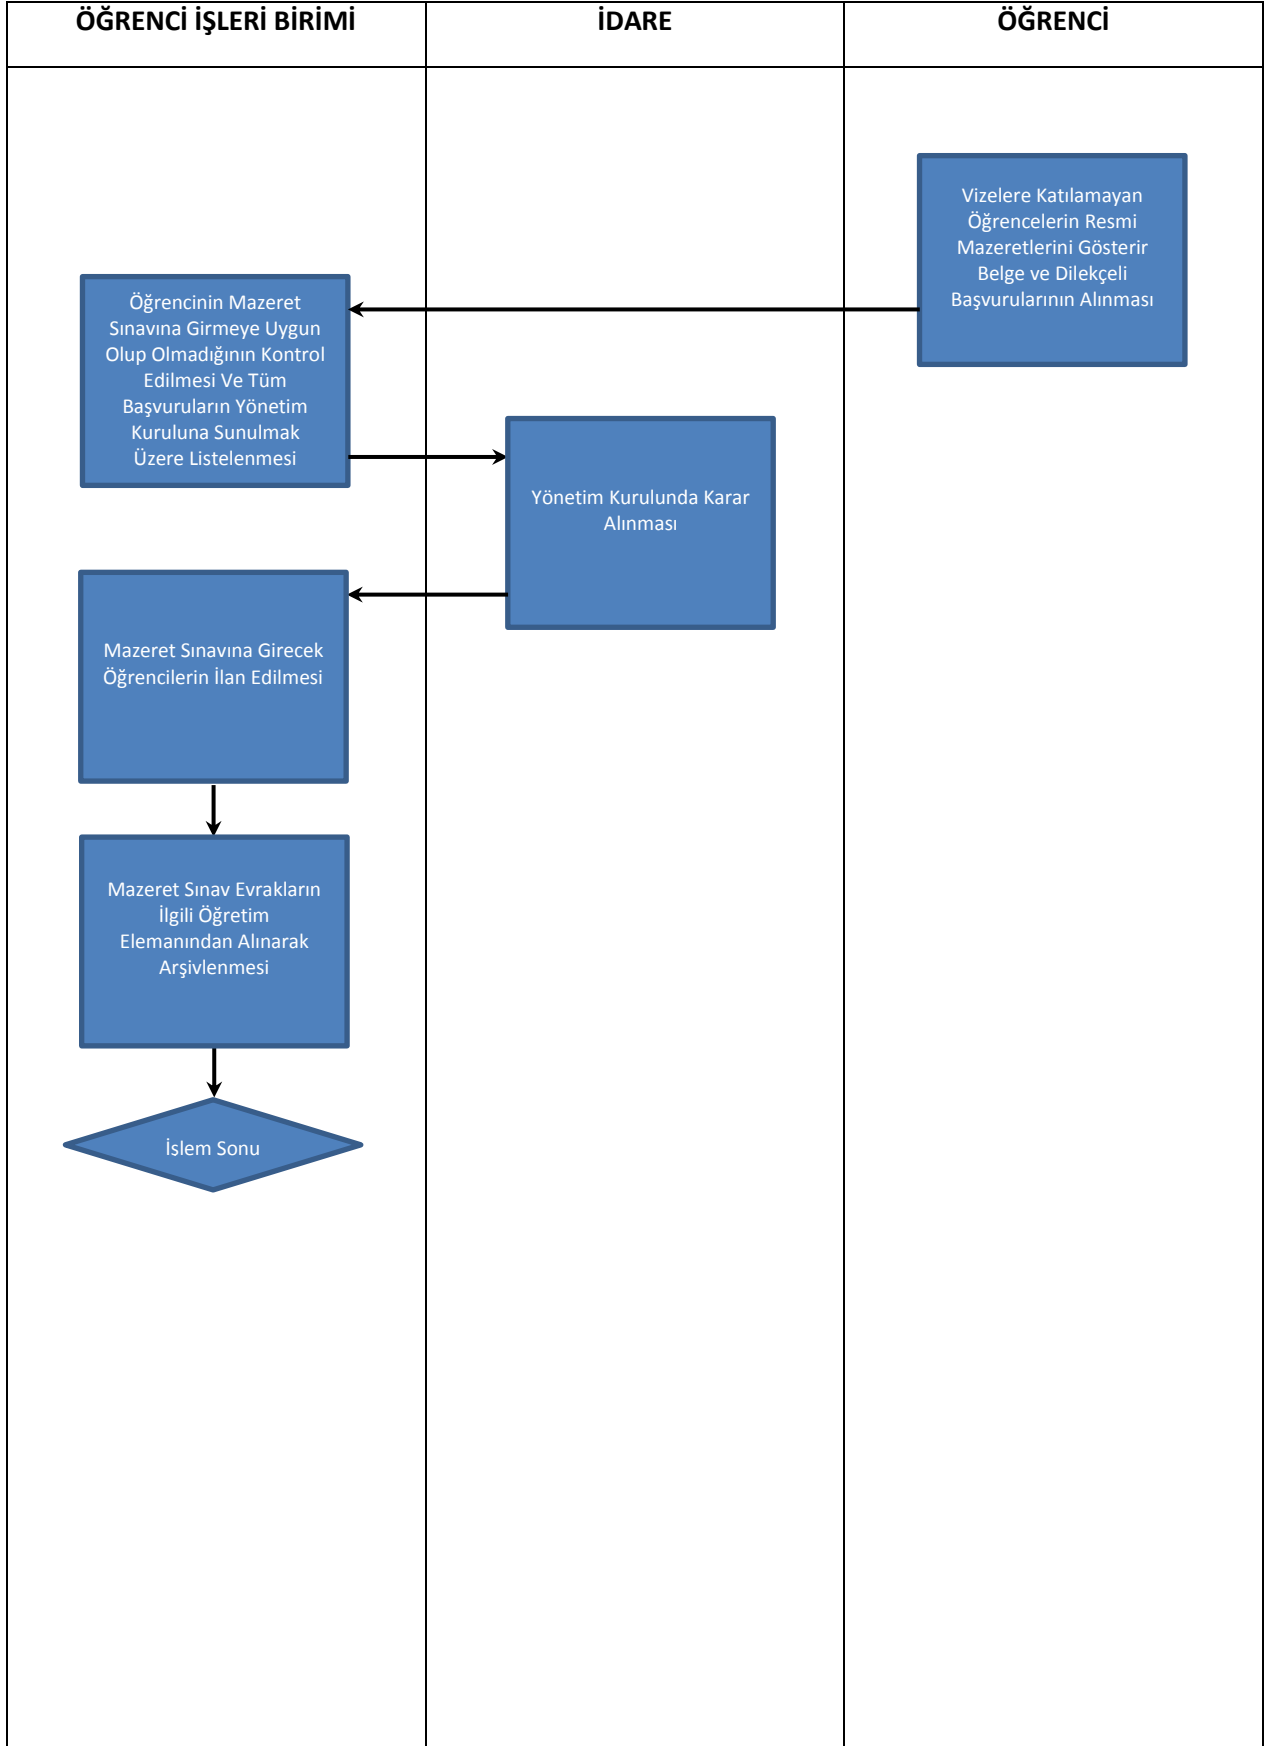 ÖĞRENCİ İŞLERİ BİRİMİ
İDARE
ÖĞRENCİ
Vizelere Katılamayan
Öğrencelerin Resmi
Mazeretlerini Gösterir
Belge ve Dilekçeli
Başvurularının Alınması
Öğrencinin Mazeret
Sınavına Girmeye Uygun
Olup Olmadığının Kontrol
Edilmesi Ve Tüm
Başvuruların Yönetim
Kuruluna Sunulmak
Üzere Listelenmesi
Yönetim Kurulunda Karar
Alınması
Mazeret Sınavına Girecek
Öğrencilerin İlan Edilmesi
Mazeret Sınav Evrakların
İlgili Öğretim
Elemanından Alınarak
Arşivlenmesi
İslem Sonu